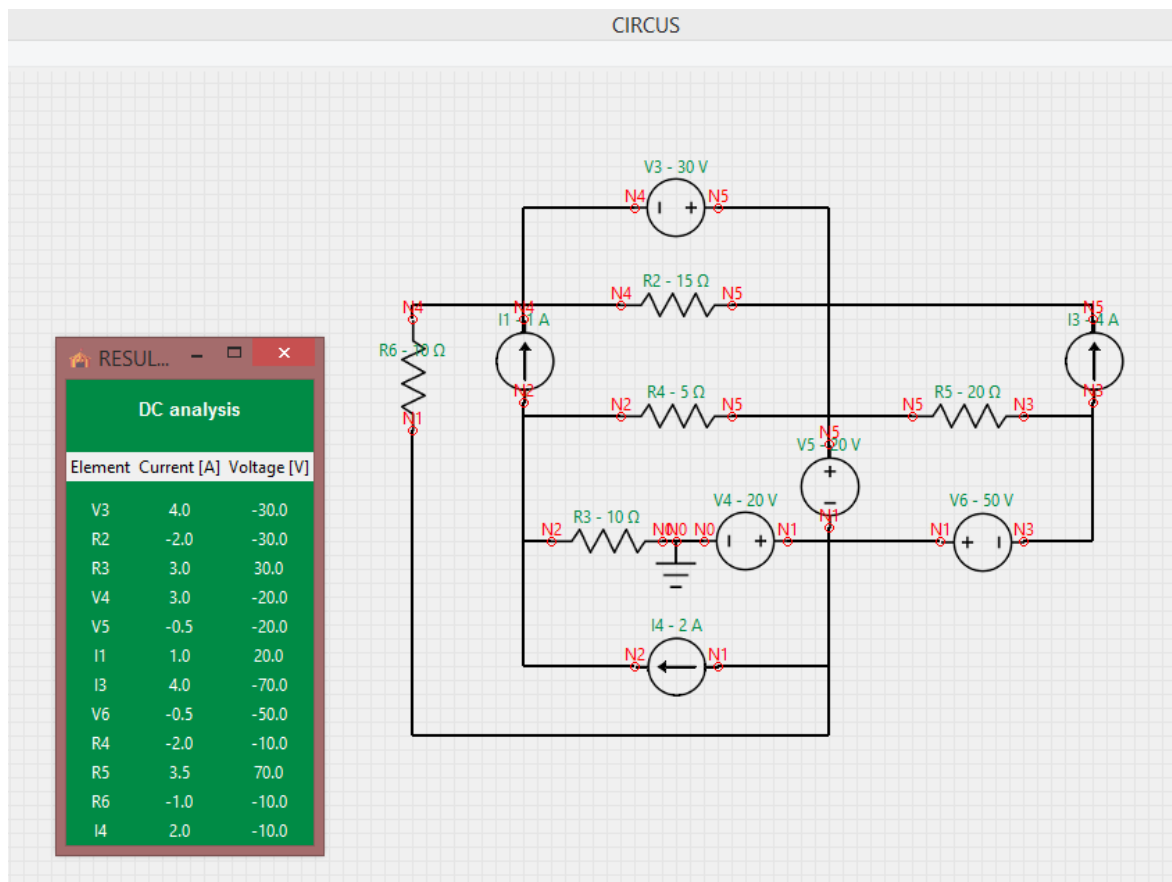 CIRCUS
V3 - 30 V
N4 N5
R2 - 15 Ω
N4 N4 N4 N5 N5
I1 - 1 A I3 - 4 A
R6 - 10 Ω
N2 N3
R4 - 5 Ω R5 - 20 Ω
N1 N2 N5 N5 N3
N5
V5 - 20 V
V4 - 20 V V6 - 50 V
R3 - 10 Ω N1
N2 N0 N0 N0 N1 N1 N3
I4 - 2 A
N2 N1
RESUL...
DC analysis
Element Current [A] Voltage [V]
V3 4.0 -30.0
R2 -2.0 -30.0
R3 3.0 30.0
V4 3.0 -20.0
V5 -0.5 -20.0
I1 1.0 20.0
I3 4.0 -70.0
V6 -0.5 -50.0
R4 -2.0 -10.0
R5 3.5 70.0
R6 -1.0 -10.0
I4 2.0 -10.0